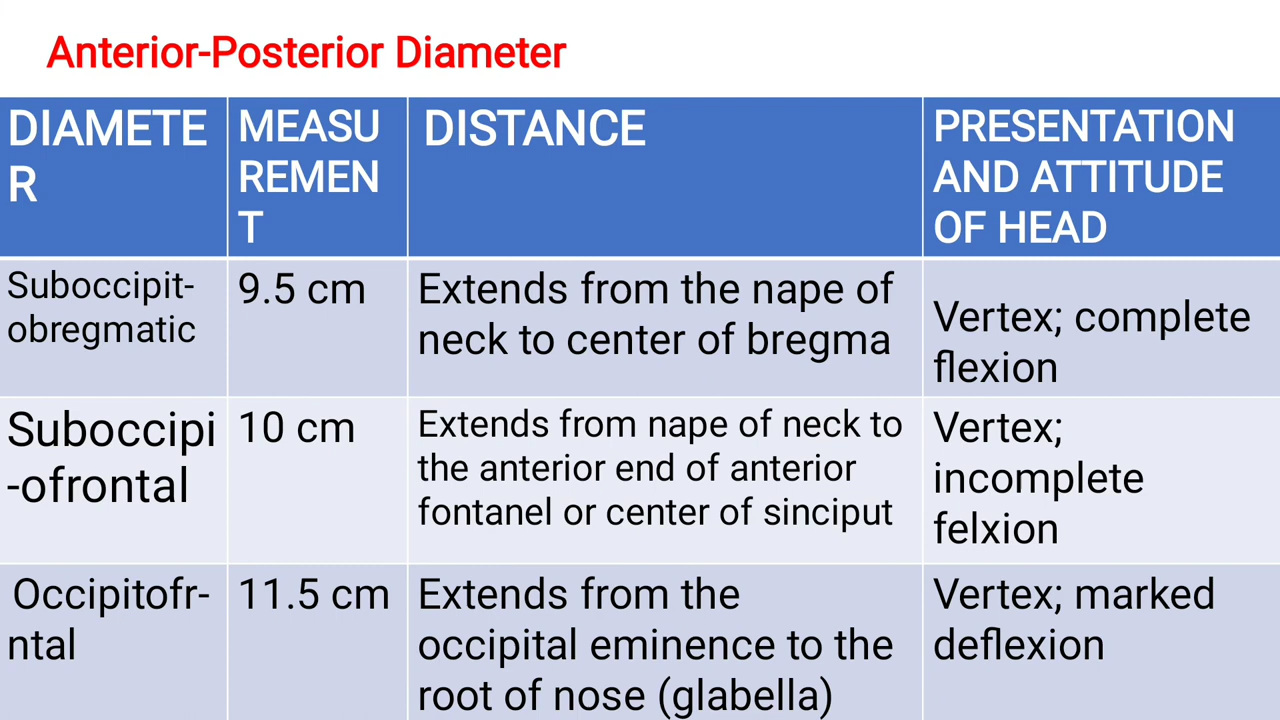 Anterior-Posterior Diameter
DIAMETE
R
MEASU
REMEN
T
DISTANCE
PRESENTATION
AND ATTITUDE
OF HEAD
Suboccipit-
obregmatic
9.5 cm
Extends from the nape of
neck to center of bregma
Vertex; complete
flexion
Suboccipi
-ofrontal
10 cm
Extends from nape of neck to
the anterior end of anterior
fontanel or center of sinciput
Vertex;
incomplete
felxion
Occipitofr-
ntal
11.5 cm
Extends from the
occipital eminence to the
root of nose (glabella)
Vertex; marked
deflexion